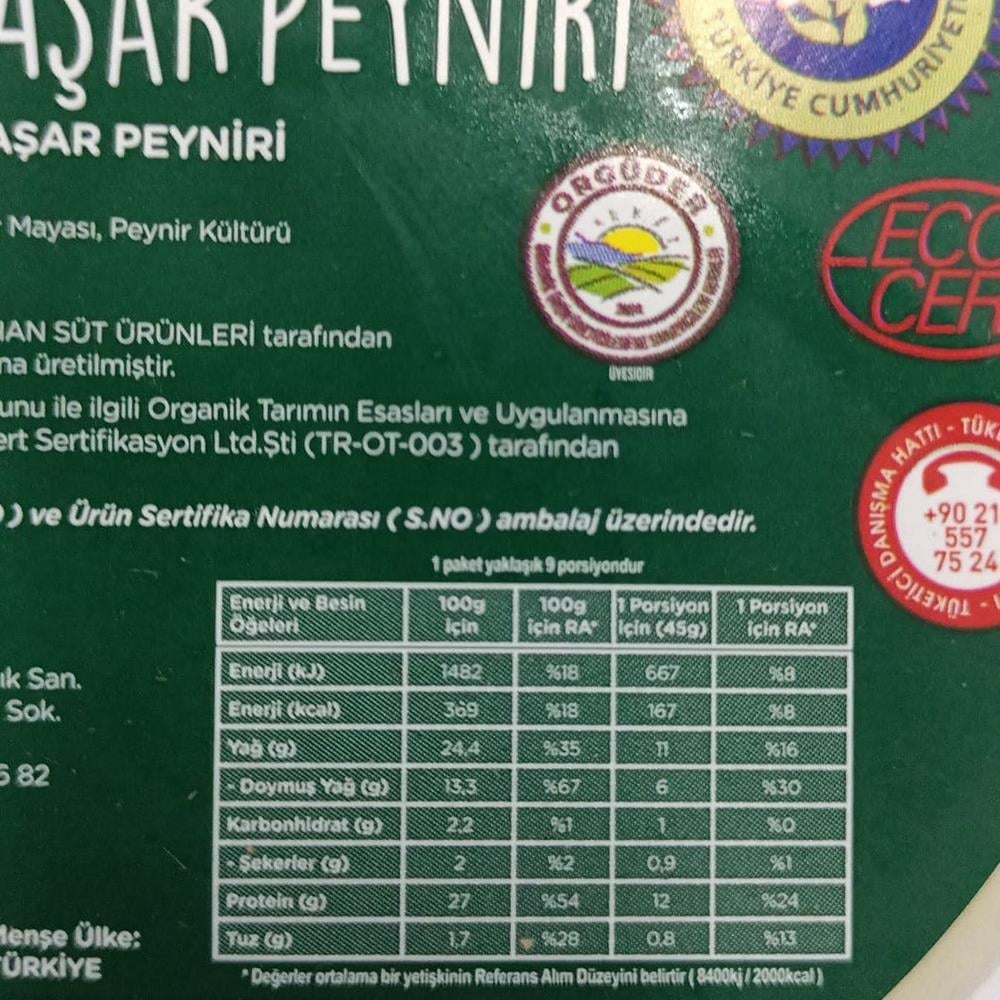 AŞAR PEYNİRİ
TÜRKİYE CUMHURİYET
AŞAR PEYNİRİ
ORGÜDER
Mayası, Peynir Kültürü
ECO
CER
ÜYESİDİR
AN SÜT ÜRÜNLERİ tarafından
na üretilmiştir.
unu ile ilgili Organik Tarımın Esasları ve Uygulanmasına
ert Sertifikasyon Ltd.Şti (TR-OT-003 ) tarafından
TÜKETİCİ DANIŞMA HATTI - TÜK
+90 21
557
75 24
) ve Ürün Sertifika Numarası ( S.NO ) ambalaj üzerindedir.
1 paket yaklaşık 9 porsiyondur
Enerji ve Besin Öğeleri 100g için 100g için RA* 1 Porsiyon için (45g) 1 Porsiyon için RA*
Enerji (kJ) 1482 %18 667 %8
Enerji (kcal) 369 %18 167 %8
Yağ (g) 24,4 %35 11 %16
- Doymuş Yağ (g) 13,3 %67 6 %30
Karbonhidrat (g) 2,2 %1 1 %0
- Şekerler (g) 2 %2 0,9 %1
Protein (g) 27 %54 12 %24
Tuz (g) 1,7 %28 0,8 %13
* Değerler ortalama bir yetişkinin Referans Alım Düzeyini belirtir ( 8400kj / 2000kcal )
ık San.
Sok.
6 82
Menşe Ülke:
TÜRKİYE